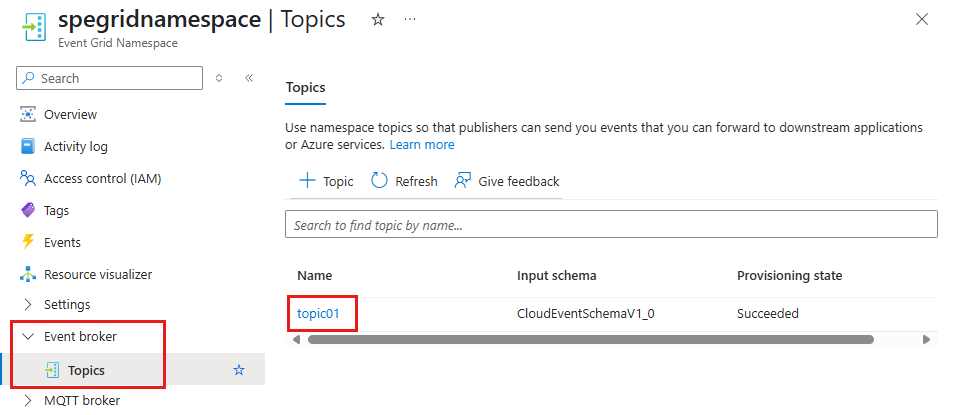 spegridnamespace | Topics
Event Grid Namespace
Search
Overview
Activity log
Access control (IAM)
Tags
Events
Resource visualizer
Settings
Event broker
Topics
MQTT broker
Topics
Use namespace topics so that publishers can send you events that you can forward to downstream applications
or Azure services. Learn more
Topic Refresh Give feedback
Search to find topic by name...
Name Input schema Provisioning state
topic01 CloudEventSchemaV1_0 Succeeded